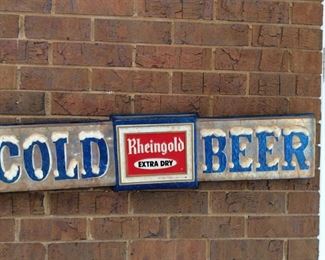 COLD
Rheingold
EXTRA DRY
BEER